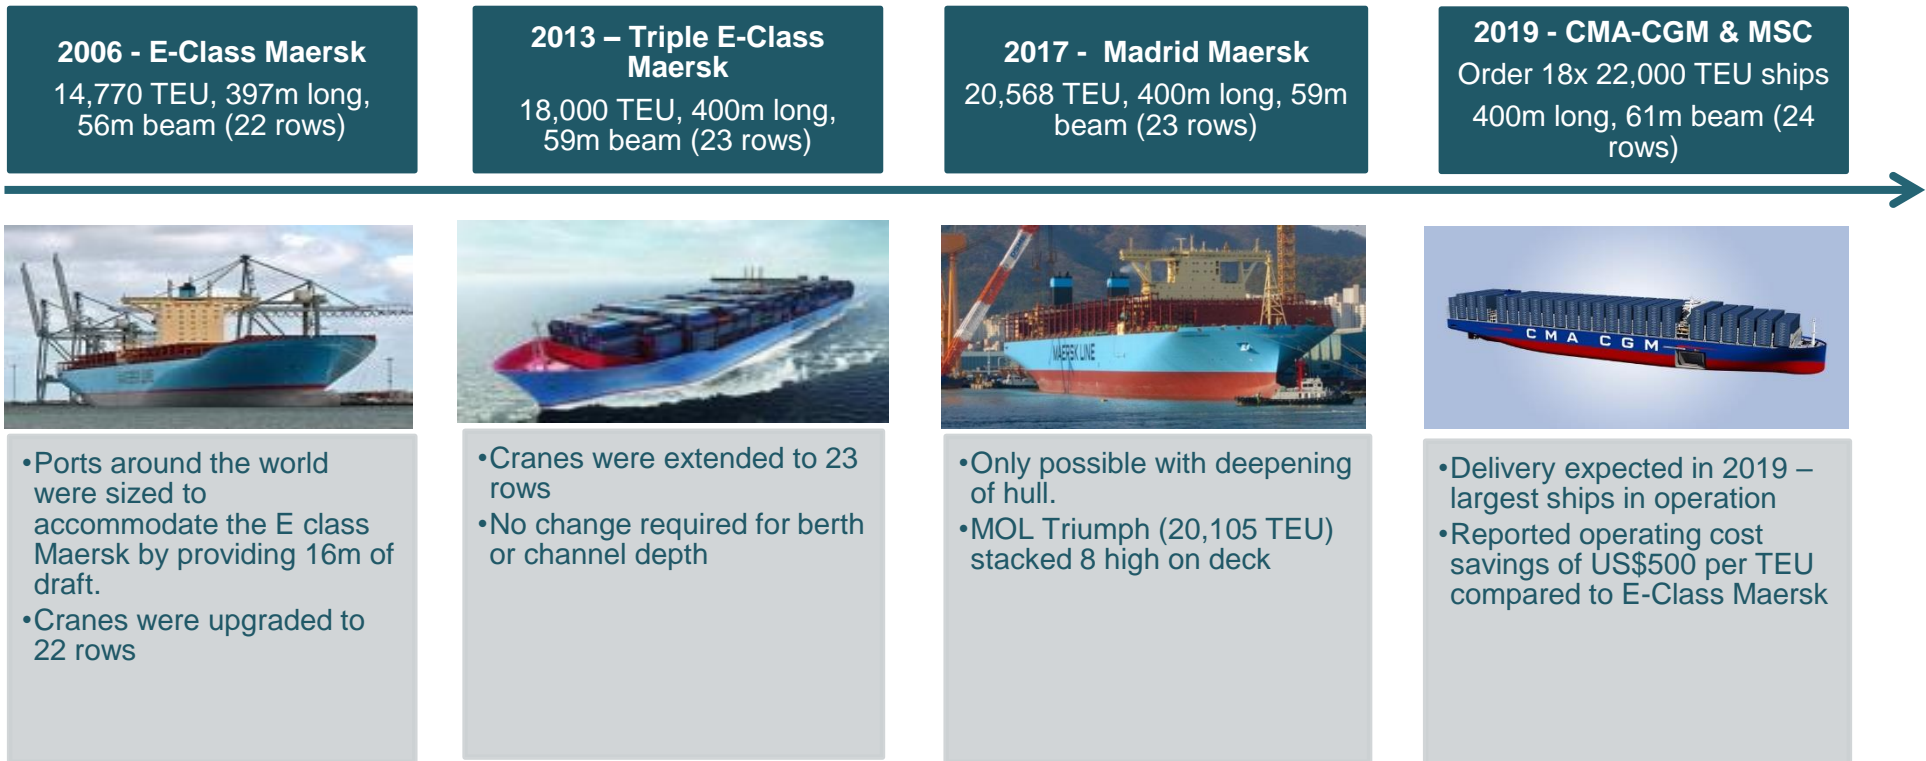 2006 - E-Class Maersk
14,770 TEU, 397m long,
56m beam (22 rows)
2013 – Triple E-Class
Maersk
18,000 TEU, 400m long,
59m beam (23 rows)
2017 -  Madrid Maersk
20,568 TEU, 400m long, 59m
beam (23 rows)
2019 - CMA-CGM & MSC
Order 18x 22,000 TEU ships
400m long, 61m beam (24
rows)
MAERSK LINE
CMA CGM
•Ports around the world
were sized to
accommodate the E class
Maersk by providing 16m of
draft.
•Cranes were upgraded to
22 rows
•Cranes were extended to 23
rows
•No change required for berth
or channel depth
•Only possible with deepening
of hull.
•MOL Triumph (20,105 TEU)
stacked 8 high on deck
•Delivery expected in 2019 –
largest ships in operation
•Reported operating cost
savings of US$500 per TEU
compared to E-Class Maersk